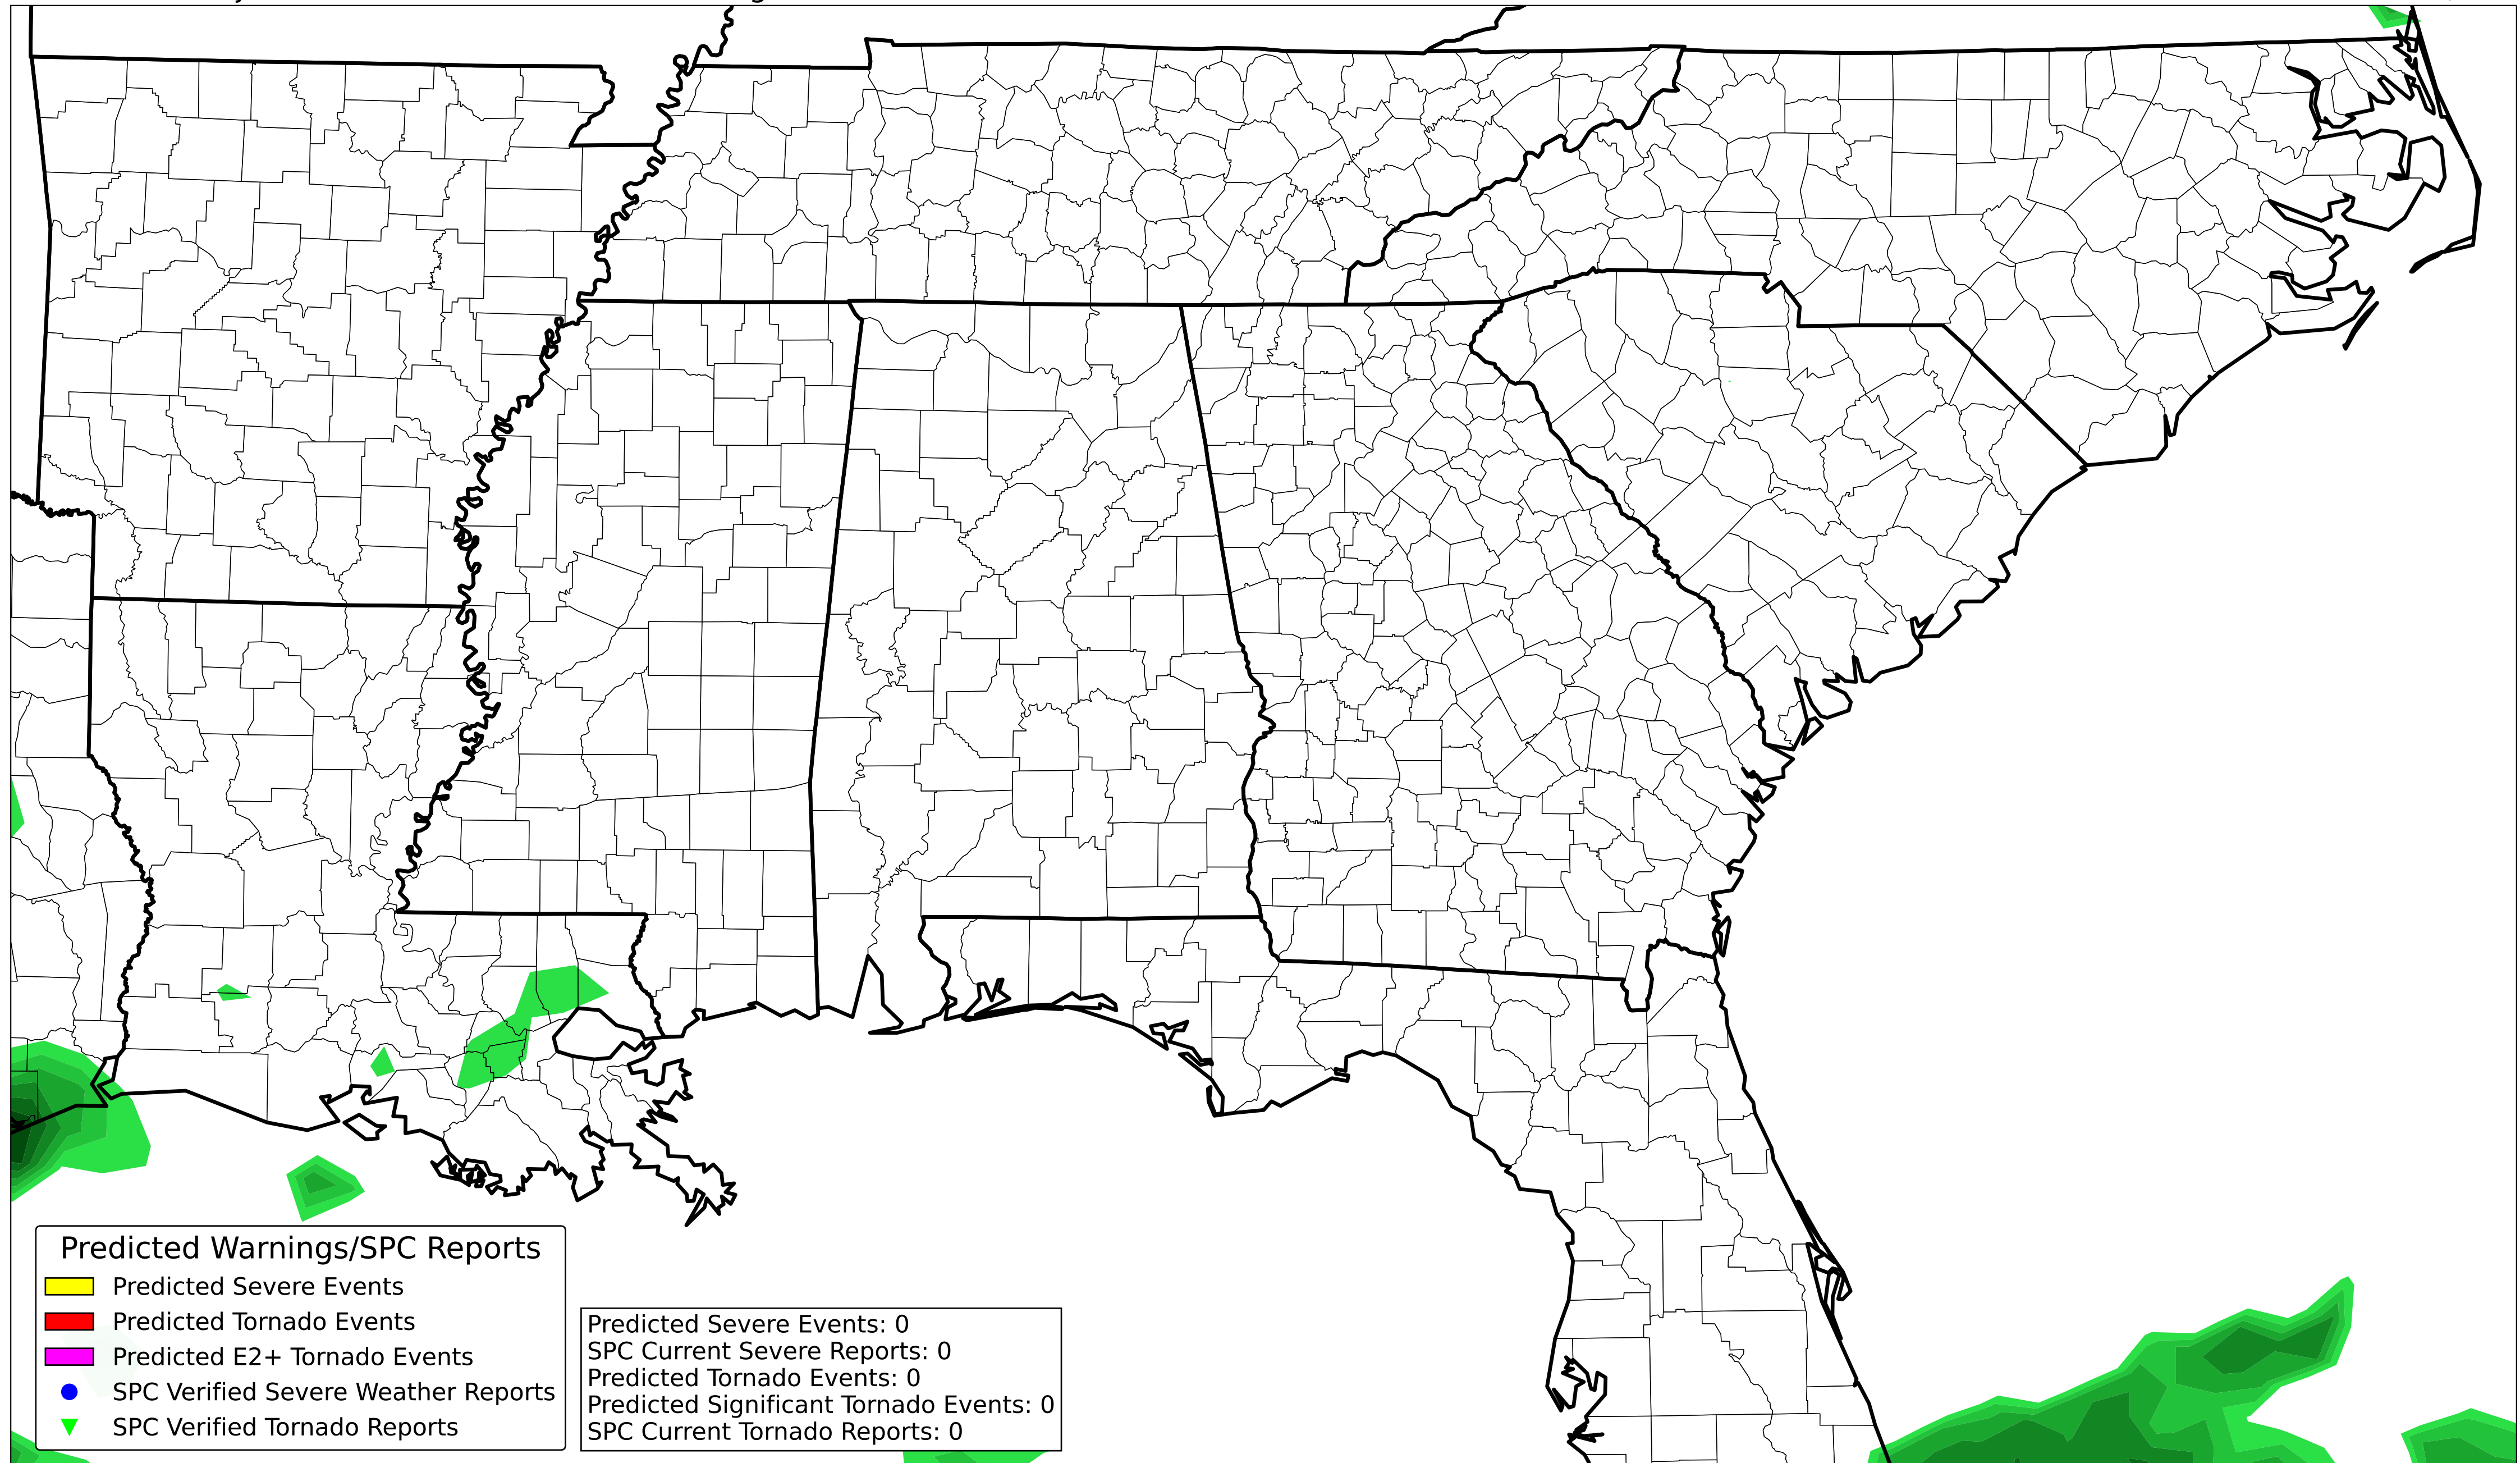 Predicted Warnings/SPC Reports
Predicted Severe Events
Predicted Tornado Events
Predicted E2+ Tornado Events
SPC Verified Severe Weather Reports
SPC Verified Tornado Reports
Predicted Severe Events: 0
SPC Current Severe Reports: 0
Predicted Tornado Events: 0
Predicted Significant Tornado Events: 0
SPC Current Tornado Reports: 0